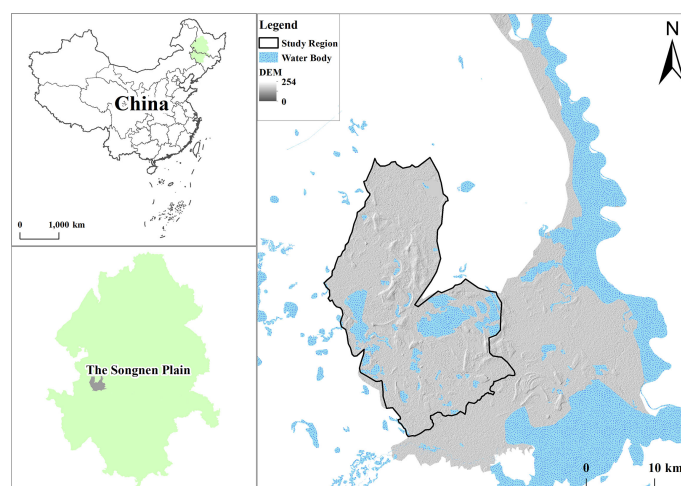 China
0 1,000 km
The Songnen Plain
Legend
Study Region
Water Body
DEM
254
0
N
0 10 km